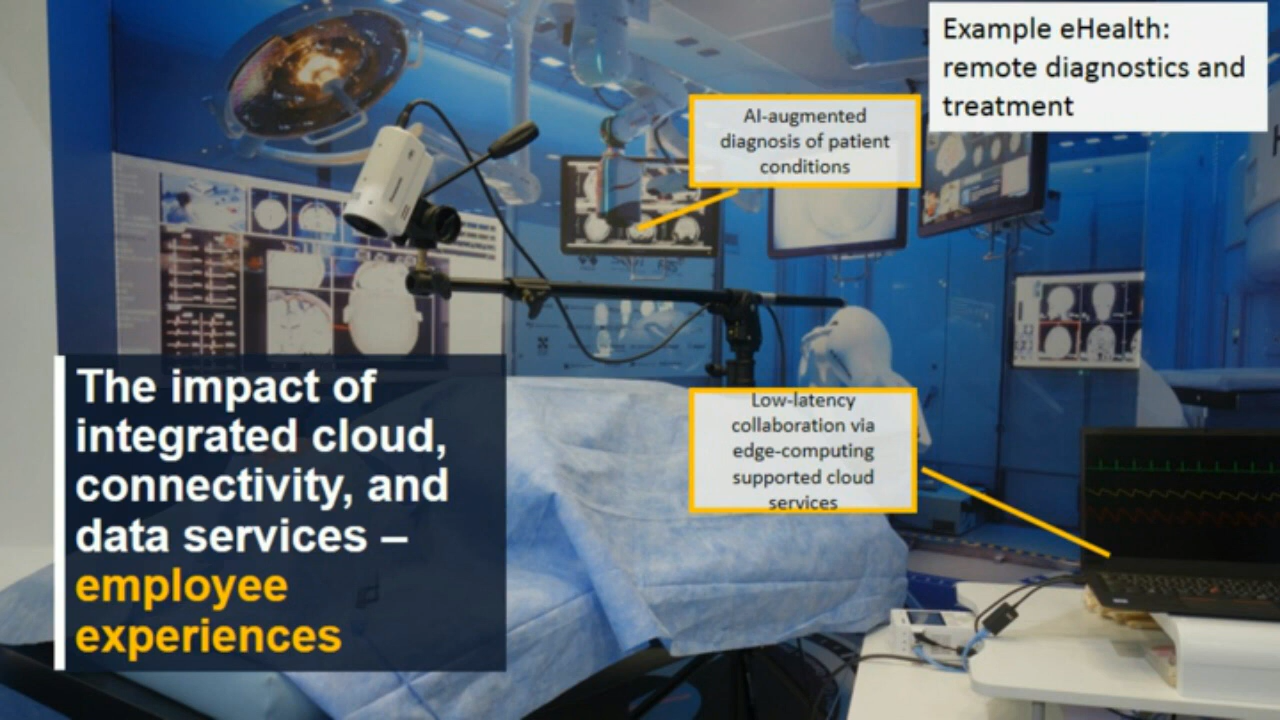 Example eHealth:
remote diagnostics and
treatment
AI-augmented
diagnosis of patient
conditions
The impact of
integrated cloud,
connectivity, and
data services –
employee
experiences
Low-latency
collaboration via
edge-computing
supported cloud
services